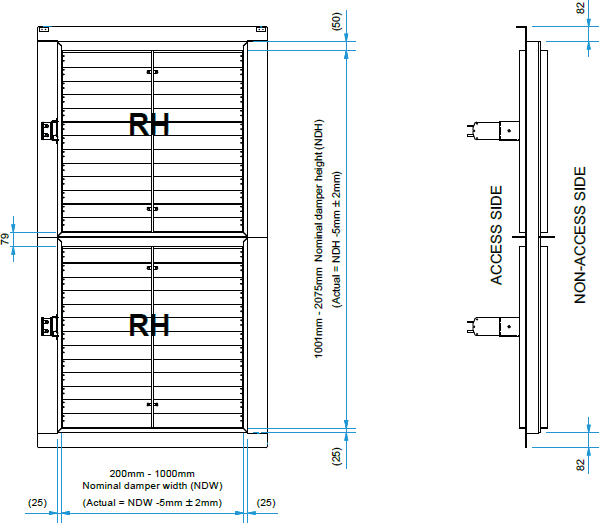 (50)
82
RH
1001mm - 2075mm Nominal damper height (NDH)
(Actual = NDH -5mm ± 2mm)
ACCESS SIDE
NON-ACCESS SIDE
79
RH
(25)
82
200mm - 1000mm
Nominal damper width (NDW)
(25)
(Actual = NDW -5mm ± 2mm)
(25)